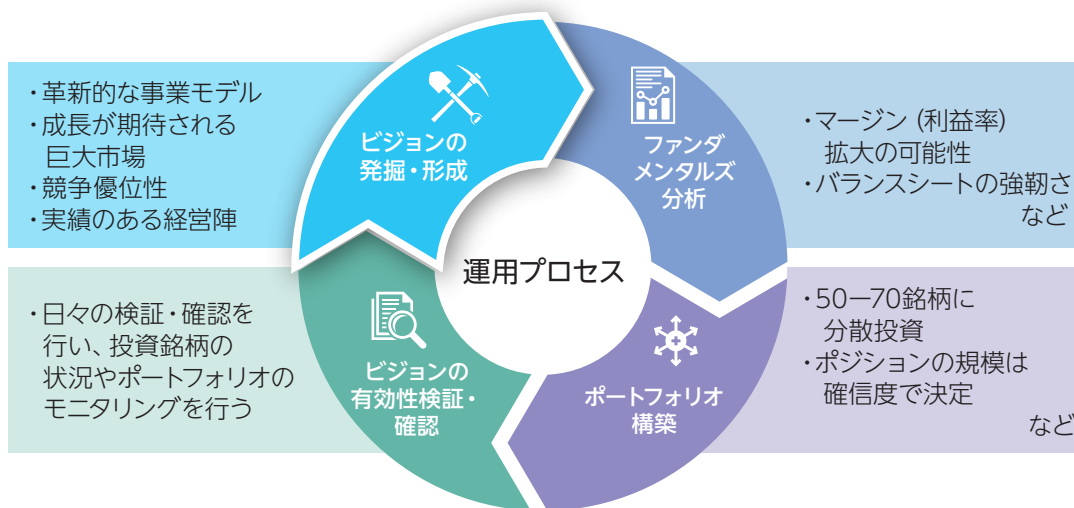 ・革新的な事業モデル
・成長が期待される
巨大市場
・競争優位性
・実績のある経営陣
ビジョンの
発掘・形成
ファンダ
メンタルズ
分析
・マージン（利益率）
拡大の可能性
・バランスシートの強靭さ
など
運用プロセス
・日々の検証・確認を
行い、投資銘柄の
状況やポートフォリオの
モニタリングを行う
ビジョンの
有効性検証・
確認
ポートフォリオ
構築
・50ー70銘柄に
分散投資
・ポジションの規模は
確信度で決定
など